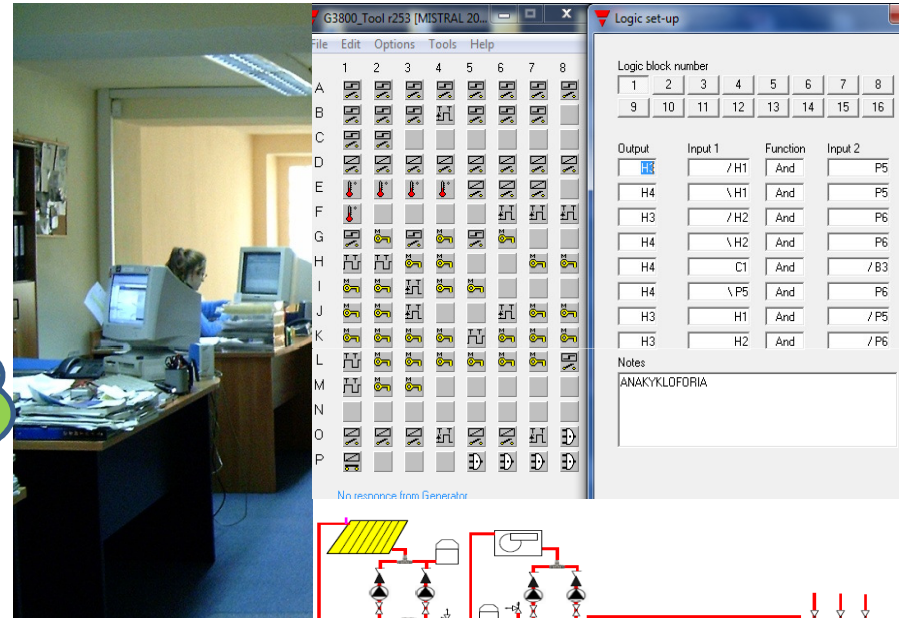 G3800_Tool r253 [MISTRAL 20...
File Edit Options Tools Help
1 2 3 4 5 6 7 8
A
B
C
D
E
F
G
H
I
J
K
L
M
N
O
P
No responce from Generator
Logic set-up
Logic block number
1 2 3 4 5 6 7 8
9 10 11 12 13 14 15 16
Output Input 1 Function Input 2
/ H1 And P5
H4 \ H1 And P5
H3 / H2 And P6
H4 \ H2 And P6
H4 C1 And / B3
H4 \ P5 And P6
H3 H1 And / P5
H3 H2 And / P6
Notes
ANAKYKLOFORIA